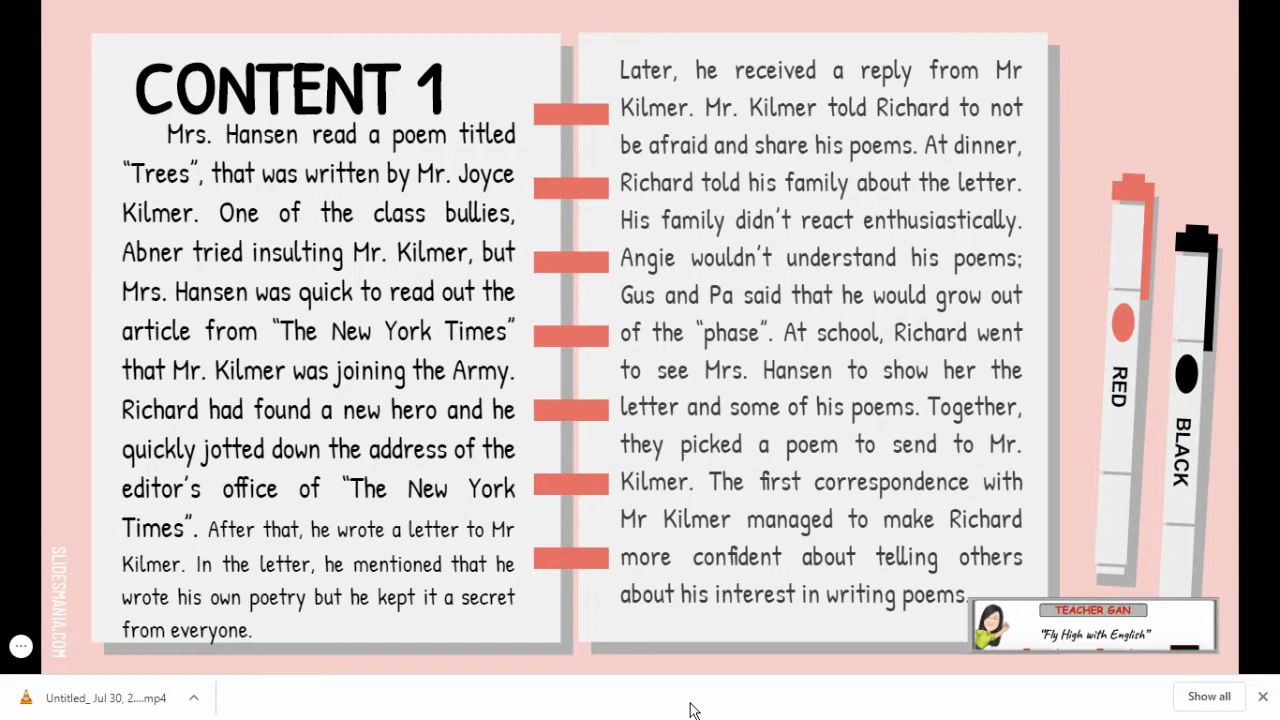 CONTENT 1
Mrs. Hansen read a poem titled
“Trees”, that was written by Mr. Joyce
Kilmer. One of the class bullies,
Abner tried insulting Mr. Kilmer, but
Mrs. Hansen was quick to read out the
article from “The New York Times”
that Mr. Kilmer was joining the Army.
Richard had found a new hero and he
quickly jotted down the address of the
editor’s office of “The New York
Times”. After that, he wrote a letter to Mr
Kilmer. In the letter, he mentioned that he
wrote his own poetry but he kept it a secret
from everyone.
Later, he received a reply from Mr
Kilmer. Mr. Kilmer told Richard to not
be afraid and share his poems. At dinner,
Richard told his family about the letter.
His family didn’t react enthusiastically.
Angie wouldn’t understand his poems;
Gus and Pa said that he would grow out
of the “phase”. At school, Richard went
to see Mrs. Hansen to show her the
letter and some of his poems. Together,
they picked a poem to send to Mr.
Kilmer. The first correspondence with
Mr Kilmer managed to make Richard
more confident about telling others
about his interest in writing poems.
RED
BLACK
SLIDESMANIA.COM
TEACHER GAN
“Fly High with English”
Untitled_ Jul 30, 2....mp4
Show all